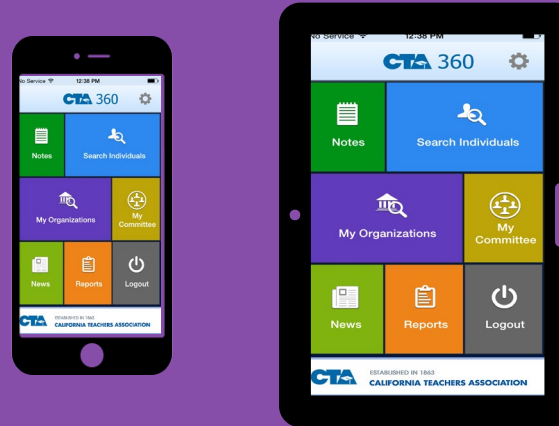 No Service 12:38 PM
CTA 360
Notes
Search Individuals
My Organizations
My
Committee
News
Reports
Logout
CTA
ESTABLISHED IN 1863
CALIFORNIA TEACHERS ASSOCIATION
No Service 12:38 PM
CTA 360
Notes
Search Individuals
My Organizations
My
Committee
News
Reports
Logout
CTA
ESTABLISHED IN 1863
CALIFORNIA TEACHERS ASSOCIATION